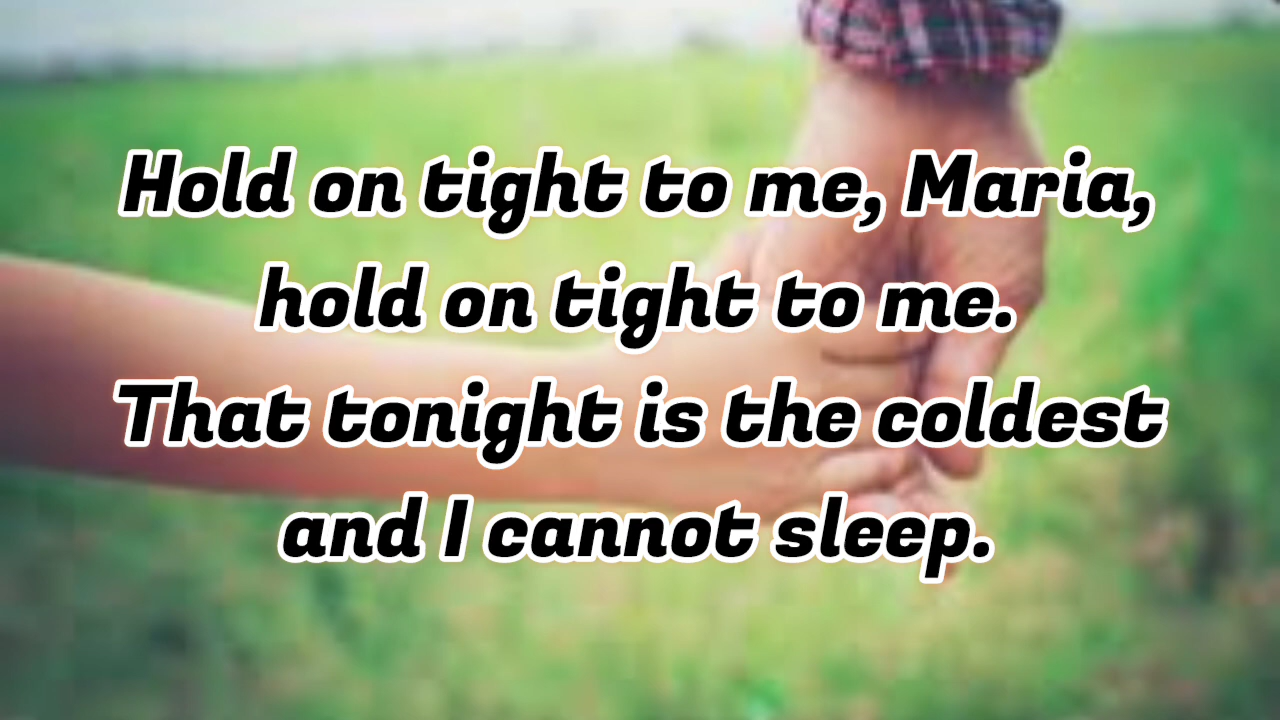 Hold on tight to me, Maria,
hold on tight to me.
That tonight is the coldest
and I cannot sleep.